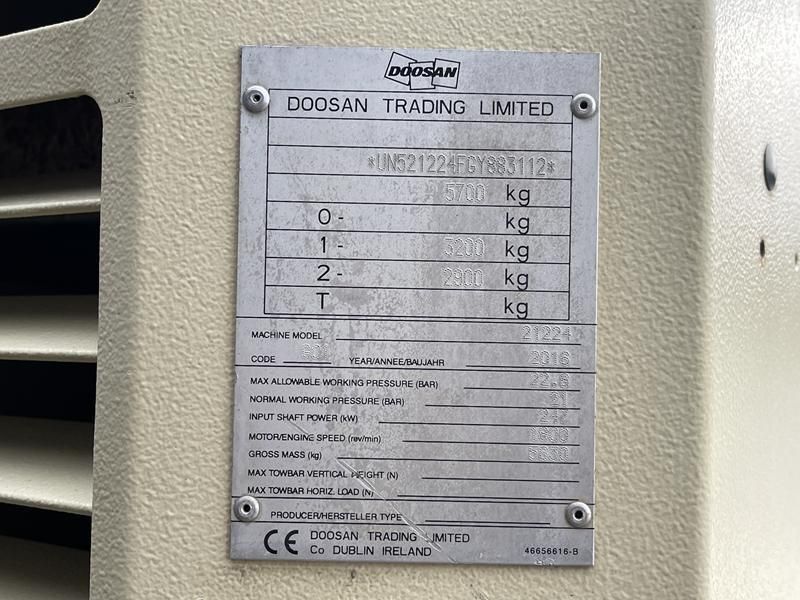 DOOSAN
DOOSAN TRADING LIMITED
*UN521224FGY883112*
5700 kg
0- kg
1- 3200 kg
2- 2900 kg
T kg
MACHINE MODEL 21224
CODE YEAR/ANNEE/BAUJAHR 2016
MAX ALLOWABLE WORKING PRESSURE (BAR)
NORMAL WORKING PRESSURE (BAR) 21
INPUT SHAFT POWER (kW)
MOTOR/ENGINE SPEED (rev/min) 1800
GROSS MASS (kg)
MAX TOWBAR VERTICAL WEIGHT (N)
MAX TOWBAR HORIZ. LOAD (N)
PRODUCER/HERSTELLER TYPE
CE DOOSAN TRADING LIMITED
Co DUBLIN IRELAND 46656616-B